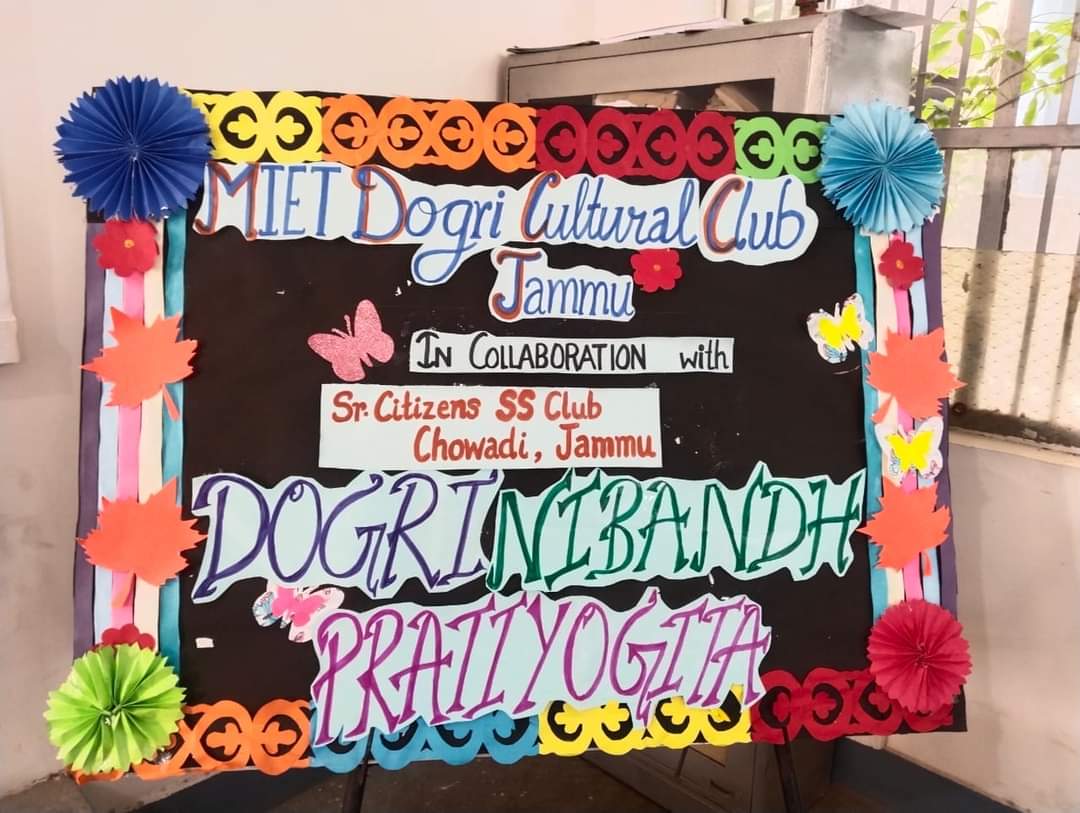 MIET Dogri Cultural Club
Jammu
IN COLLABORATION with
Sr. Citizens SS Club
Chowadi, Jammu
DOGRI NIBANDH
PRATIYOGITA